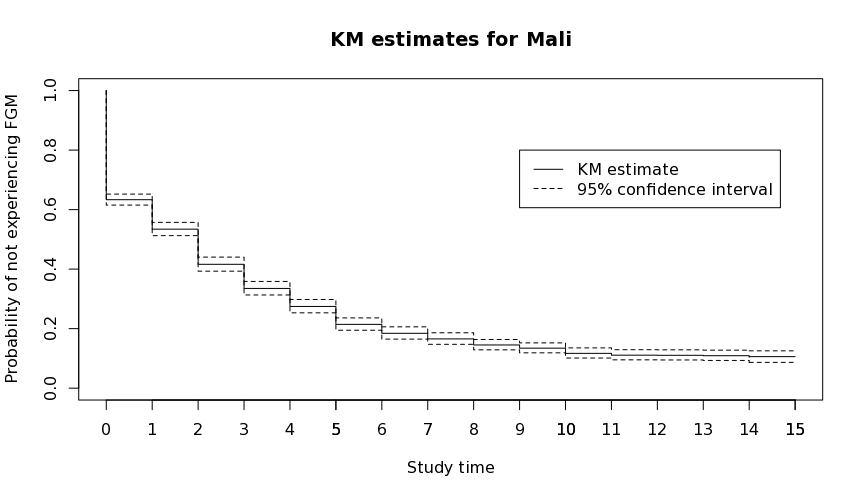 KM estimates for Mali
Probability of not experiencing FGM
1.0
0.8
0.6
0.4
0.2
0.0
KM estimate
95% confidence interval
0 1 2 3 4 5 6 7 8 9 10 11 12 13 14 15
Study time